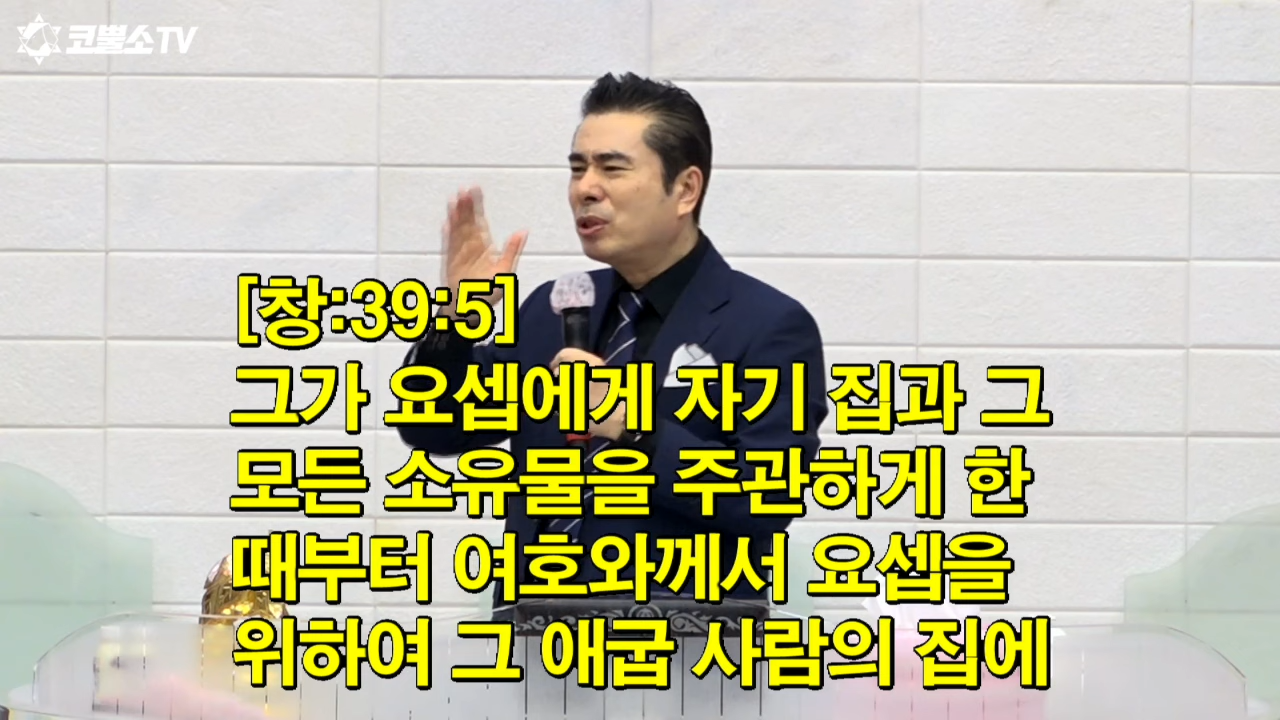 코뿔소TV
[창:39:5]
그가 요셉에게 자기 집과 그
모든 소유물을 주관하게 한
때부터 여호와께서 요셉을
위하여 그 애굽 사람의 집에